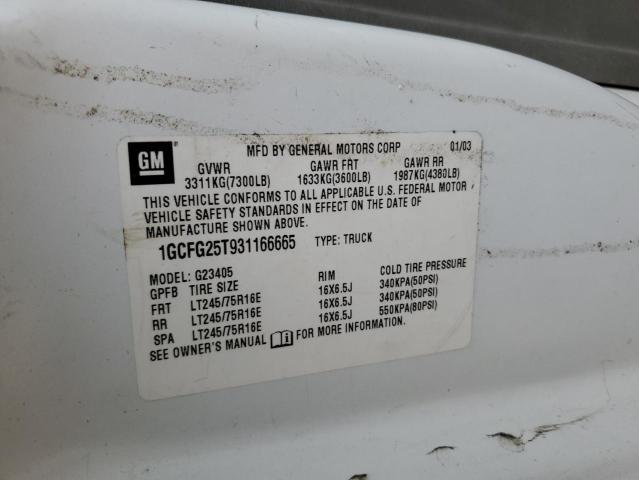 GM
MFD BY GENERAL MOTORS CORP 01/03
GVWR GAWR FRT GAWR RR
3311KG(7300LB) 1633KG(3600LB) 1987KG(4380LB)
THIS VEHICLE CONFORMS TO ALL APPLICABLE U.S. FEDERAL MOTOR
VEHICLE SAFETY STANDARDS IN EFFECT ON THE DATE OF
MANUFACTURE SHOWN ABOVE.
1GCFG25T931166665 TYPE: TRUCK
MODEL: G23405
GPFB TIRE SIZE RIM COLD TIRE PRESSURE
FRT LT245/75R16E 16X6.5J 340KPA(50PSI)
RR LT245/75R16E 16X6.5J 340KPA(50PSI)
SPA LT245/75R16E 16X6.5J 550KPA(80PSI)
SEE OWNER'S MANUAL FOR MORE INFORMATION.